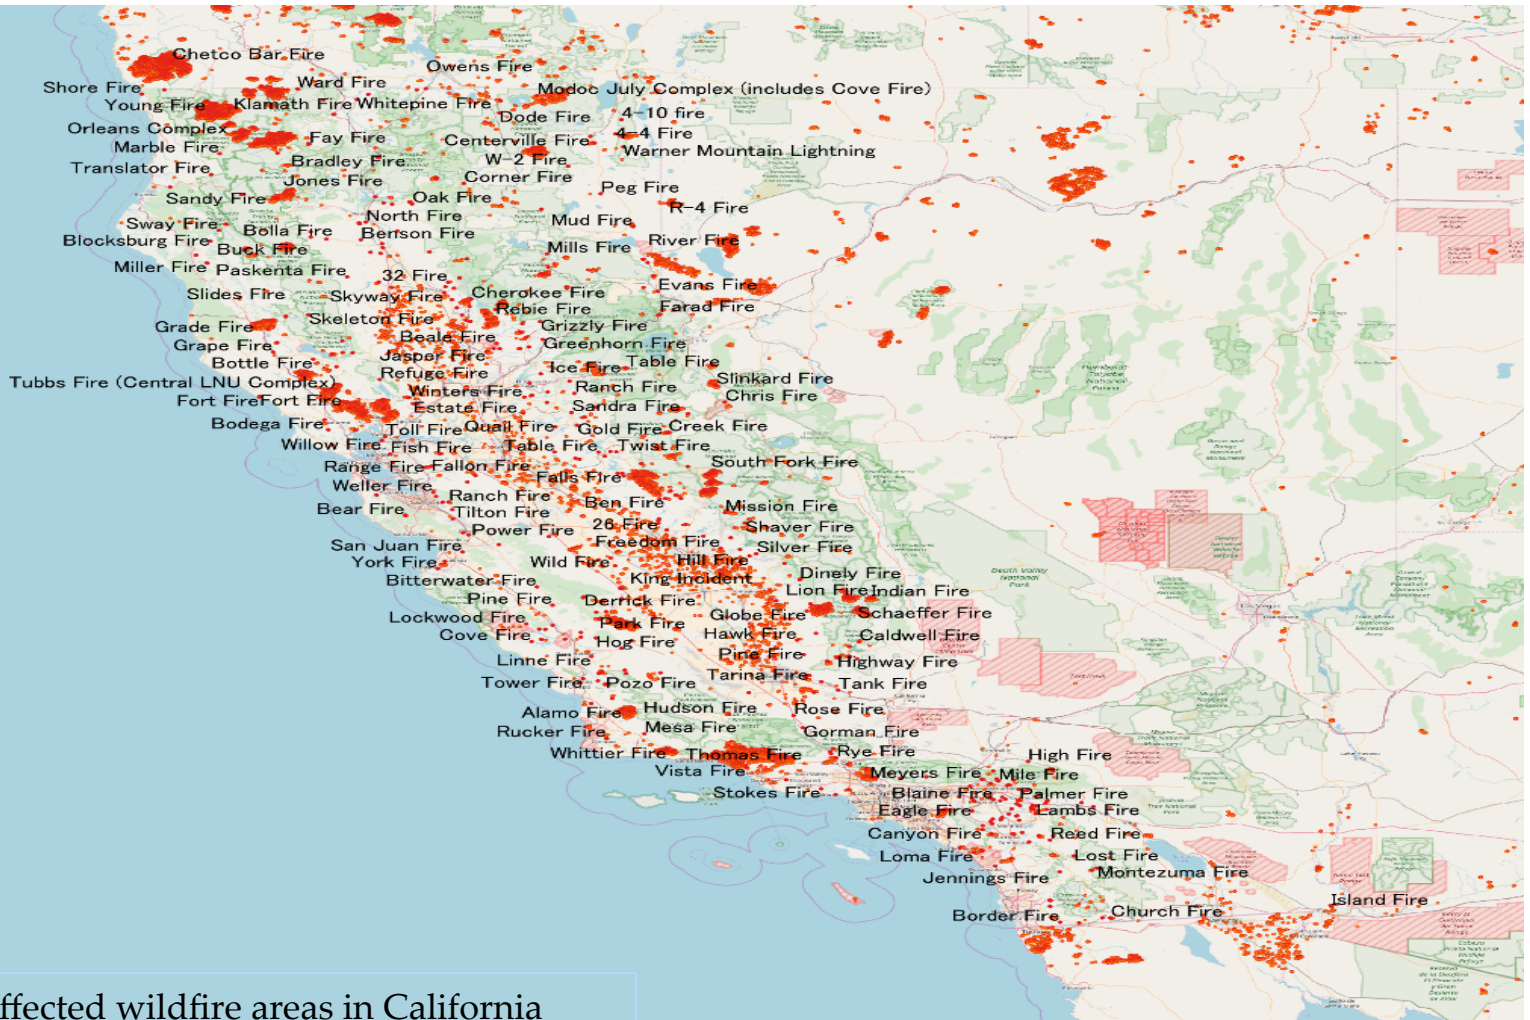 Chetco Bar Fire
Owens Fire
Shore Fire
Ward Fire
Modoc July Complex (includes Cove Fire)
Young Fire
Klamath Fire
Whitepine Fire
Dode Fire
4-10 fire
Orleans Complex
Fay Fire
Centerville Fire
4-4 Fire
Marble Fire
Warner Mountain Lightning
Translator Fire
Bradley Fire
W-2 Fire
Jones Fire
Corner Fire
Peg Fire
Sandy Fire
Oak Fire
R-4 Fire
North Fire
Mud Fire
Sway Fire
Bolla Fire
Benson Fire
Blocksburg Fire
Buck Fire
Mills Fire
River Fire
Miller Fire
Paskenta Fire
32 Fire
Evans Fire
Slides Fire
Skyway Fire
Cherokee Fire
Rebie Fire
Farad Fire
Skeleton Fire
Grizzly Fire
Grade Fire
Beale Fire
Greenhorn Fire
Grape Fire
Jasper Fire
Bottle Fire
Refuge Fire
Ice Fire
Table Fire
Tubbs Fire (Central LNU Complex)
Winters Fire
Ranch Fire
Slinkard Fire
Chris Fire
Fort Fire
Fort Fire
Estate Fire
Sandra Fire
Bodega Fire
Toll Fire
Quail Fire
Gold Fire
Creek Fire
Willow Fire
Fish Fire
Table Fire
Twist Fire
Range Fire
Fallon Fire
South Fork Fire
Weller Fire
Falls Fire
Ranch Fire
Ben Fire
Mission Fire
Bear Fire
Tilton Fire
Power Fire
26 Fire
Shaver Fire
San Juan Fire
Freedom Fire
Silver Fire
York Fire
Wild Fire
Hill Fire
Bitterwater Fire
King Incident
Dinely Fire
Pine Fire
Derrick Fire
Lion Fire
Indian Fire
Lockwood Fire
Park Fire
Globe Fire
Schaeffer Fire
Cove Fire
Hog Fire
Hawk Fire
Caldwell Fire
Linne Fire
Pine Fire
Highway Fire
Tower Fire
Pozo Fire
Tarina Fire
Tank Fire
Alamo Fire
Hudson Fire
Rose Fire
Rucker Fire
Mesa Fire
Gorman Fire
Whittier Fire
Thomas Fire
Rye Fire
High Fire
Vista Fire
Meyers Fire
Mile Fire
Stokes Fire
Blaine Fire
Palmer Fire
Eagle Fire
Lambs Fire
Canyon Fire
Reed Fire
Loma Fire
Lost Fire
Jennings Fire
Montezuma Fire
Island Fire
Border Fire
Church Fire
Death Valley
National
Park
ffected wildfire areas in California